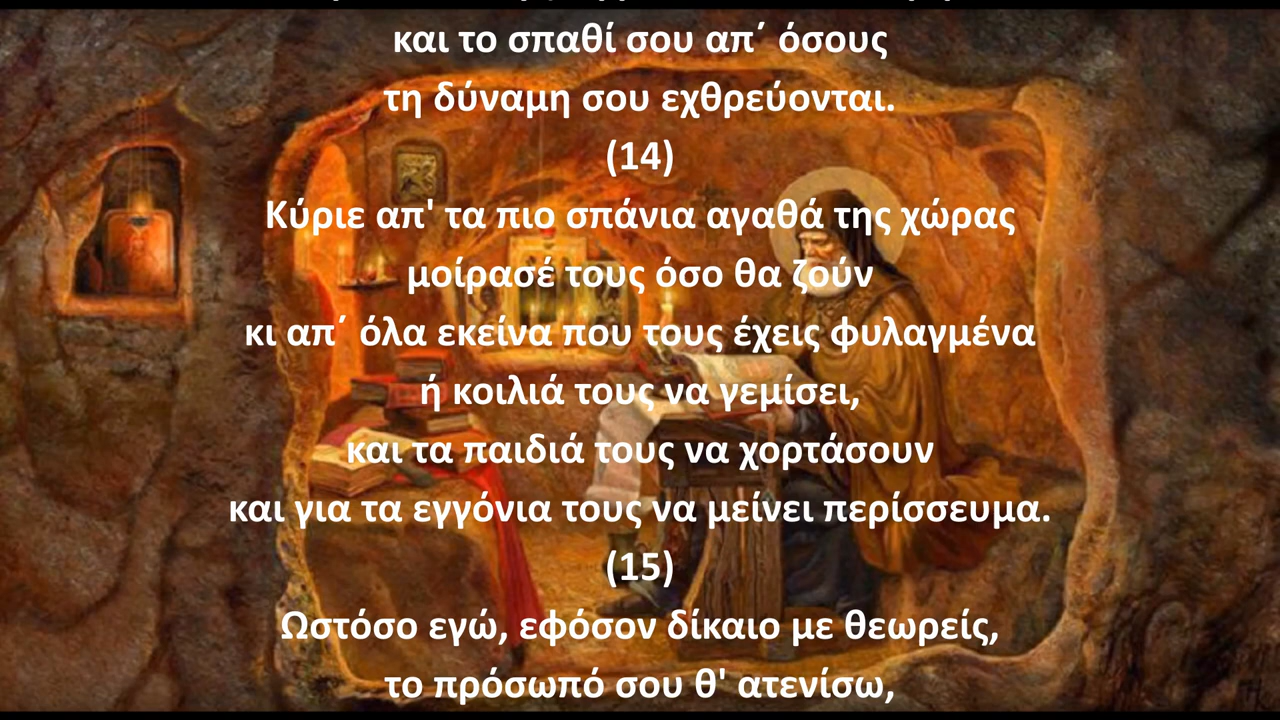 και το σπαθί σου απ΄ όσους
τη δύναμη σου εχθρεύονται.
(14)
Κύριε απ' τα πιο σπάνια αγαθά της χώρας
μοίρασέ τους όσο θα ζούν
κι απ΄ όλα εκείνα που τους έχεις φυλαγμένα
ή κοιλιά τους να γεμίσει,
και τα παιδιά τους να χορτάσουν
και για τα εγγόνια τους να μείνει περίσσευμα.
(15)
Ωστόσο εγώ, εφόσον δίκαιο με θεωρείς,
το πρόσωπό σου θ' ατενίσω,